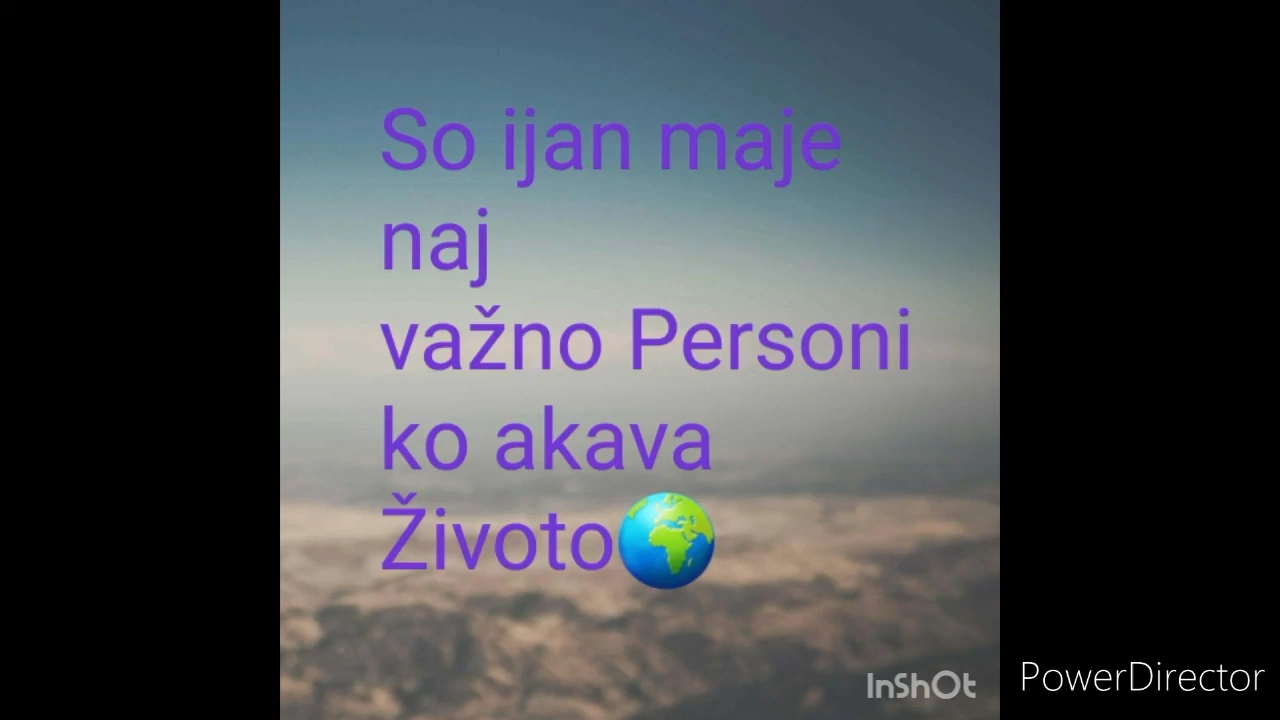 So ijan maje
naj
važno Personi
ko akava
Životo🌍
InShOt
PowerDirector